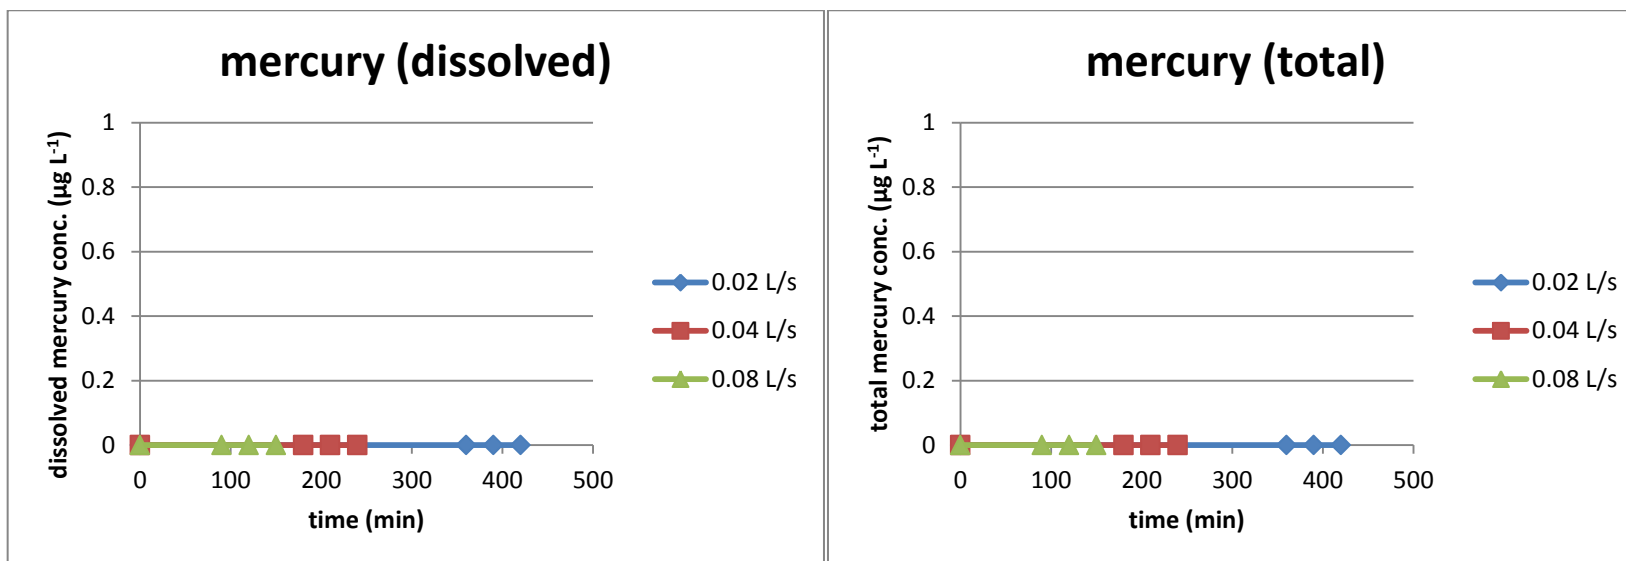 mercury (dissolved)
dissolved mercury conc. (µg L-1)
1
0.8
0.6
0.4
0.2
0
0 100 200 300 400 500
time (min)
0.02 L/s
0.04 L/s
0.08 L/s
mercury (total)
total mercury conc. (µg L-1)
1
0.8
0.6
0.4
0.2
0
0 100 200 300 400 500
time (min)
0.02 L/s
0.04 L/s
0.08 L/s